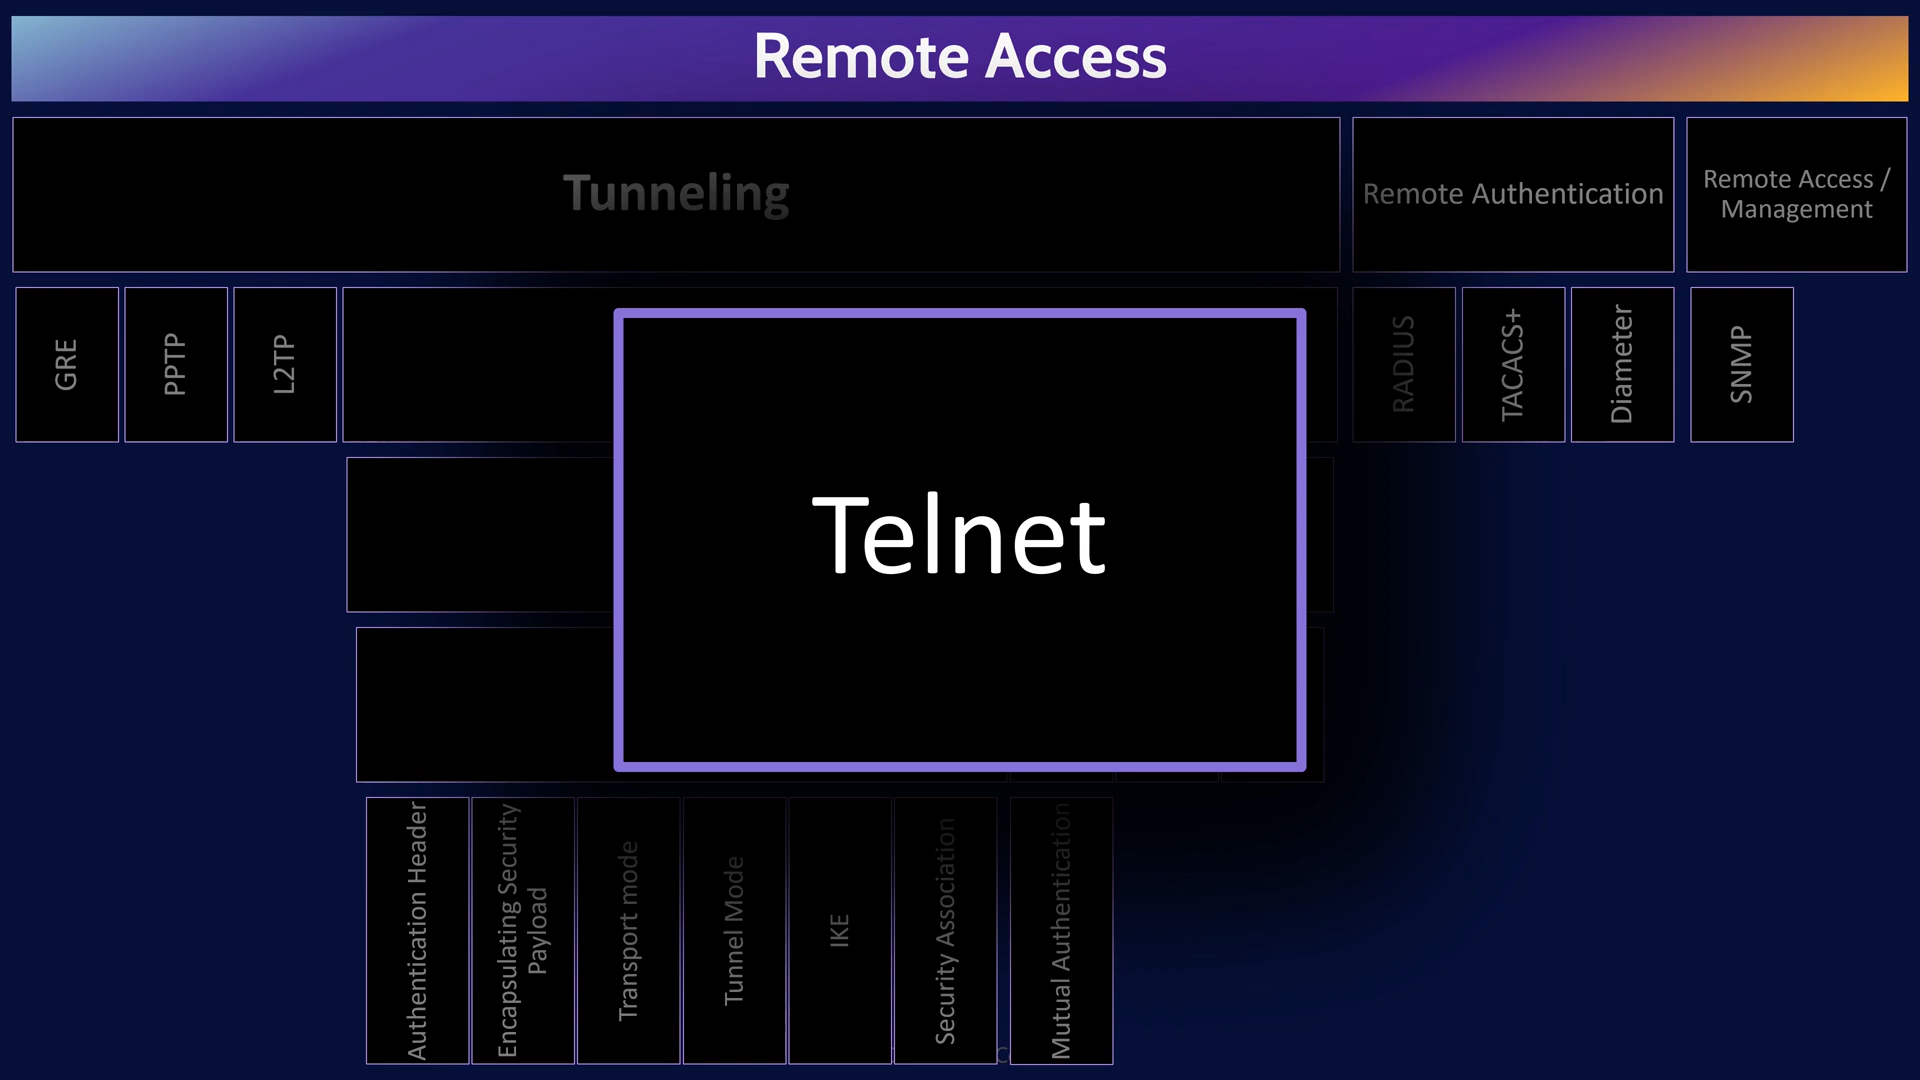 Remote Access
Tunneling
Remote Authentication
Remote Access /
Management
GRE
PPTP
L2TP
RADIUS
TACACS+
Diameter
SNMP
Telnet
Authentication Header
Encapsulating Security
Payload
Transport mode
Tunnel Mode
IKE
Security Association
Mutual Authentication